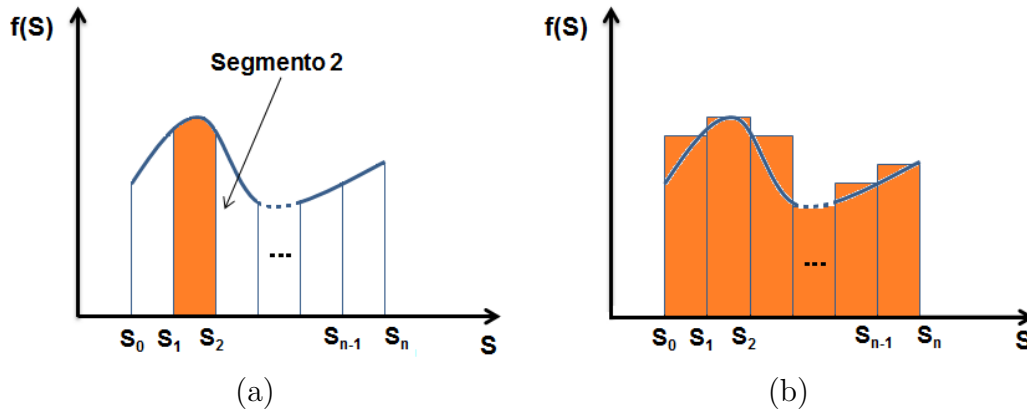 f(S)
Segmento 2
...
S0 S1 S2 Sn-1 Sn S
(a)
f(S)
...
S0 S1 S2 Sn-1 Sn S
(b)